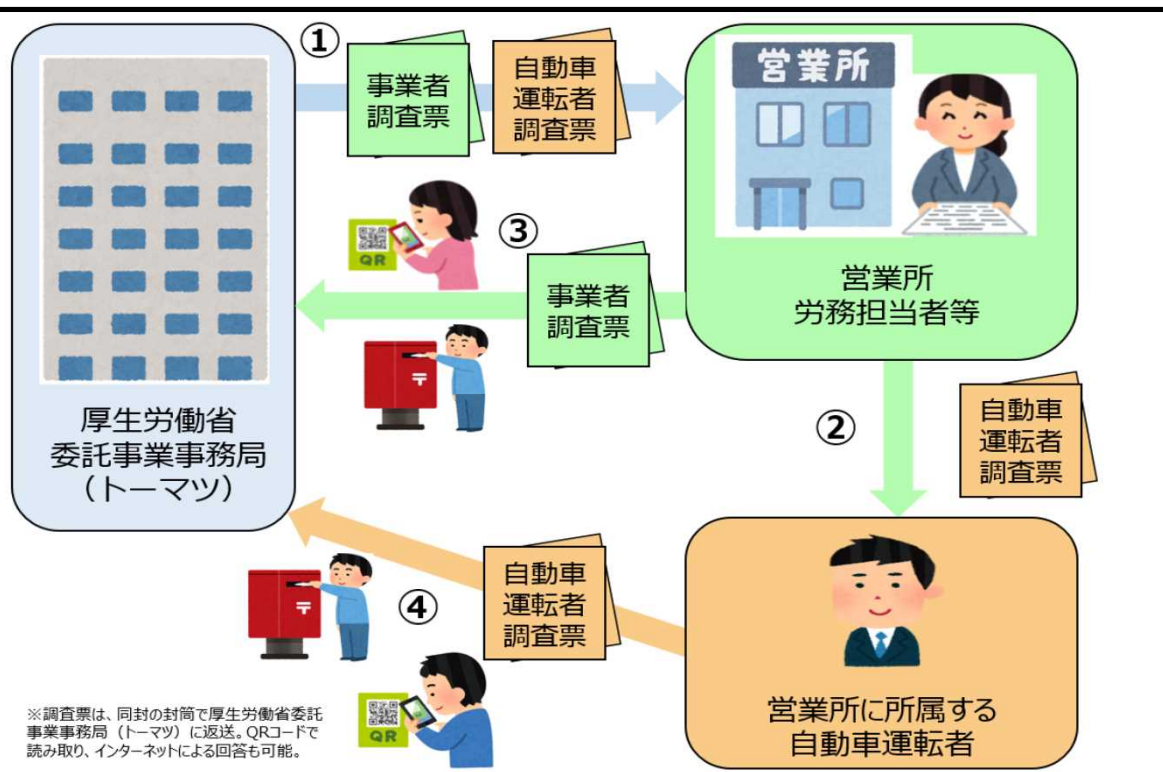 ①
事業者
調査票
自動車
運転者
調査票
営業所
営業所
労務担当者等
QR
③
事業者
調査票
〒
厚生労働省
委託事業事務局
（トーマツ）
②
自動車
運転者
調査票
〒
④
自動車
運転者
調査票
QR
営業所に所属する
自動車運転者
※調査票は、同封の封筒で厚生労働省委託
事業事務局（トーマツ）に返送。QRコードで
読み取り、インターネットによる回答も可能。